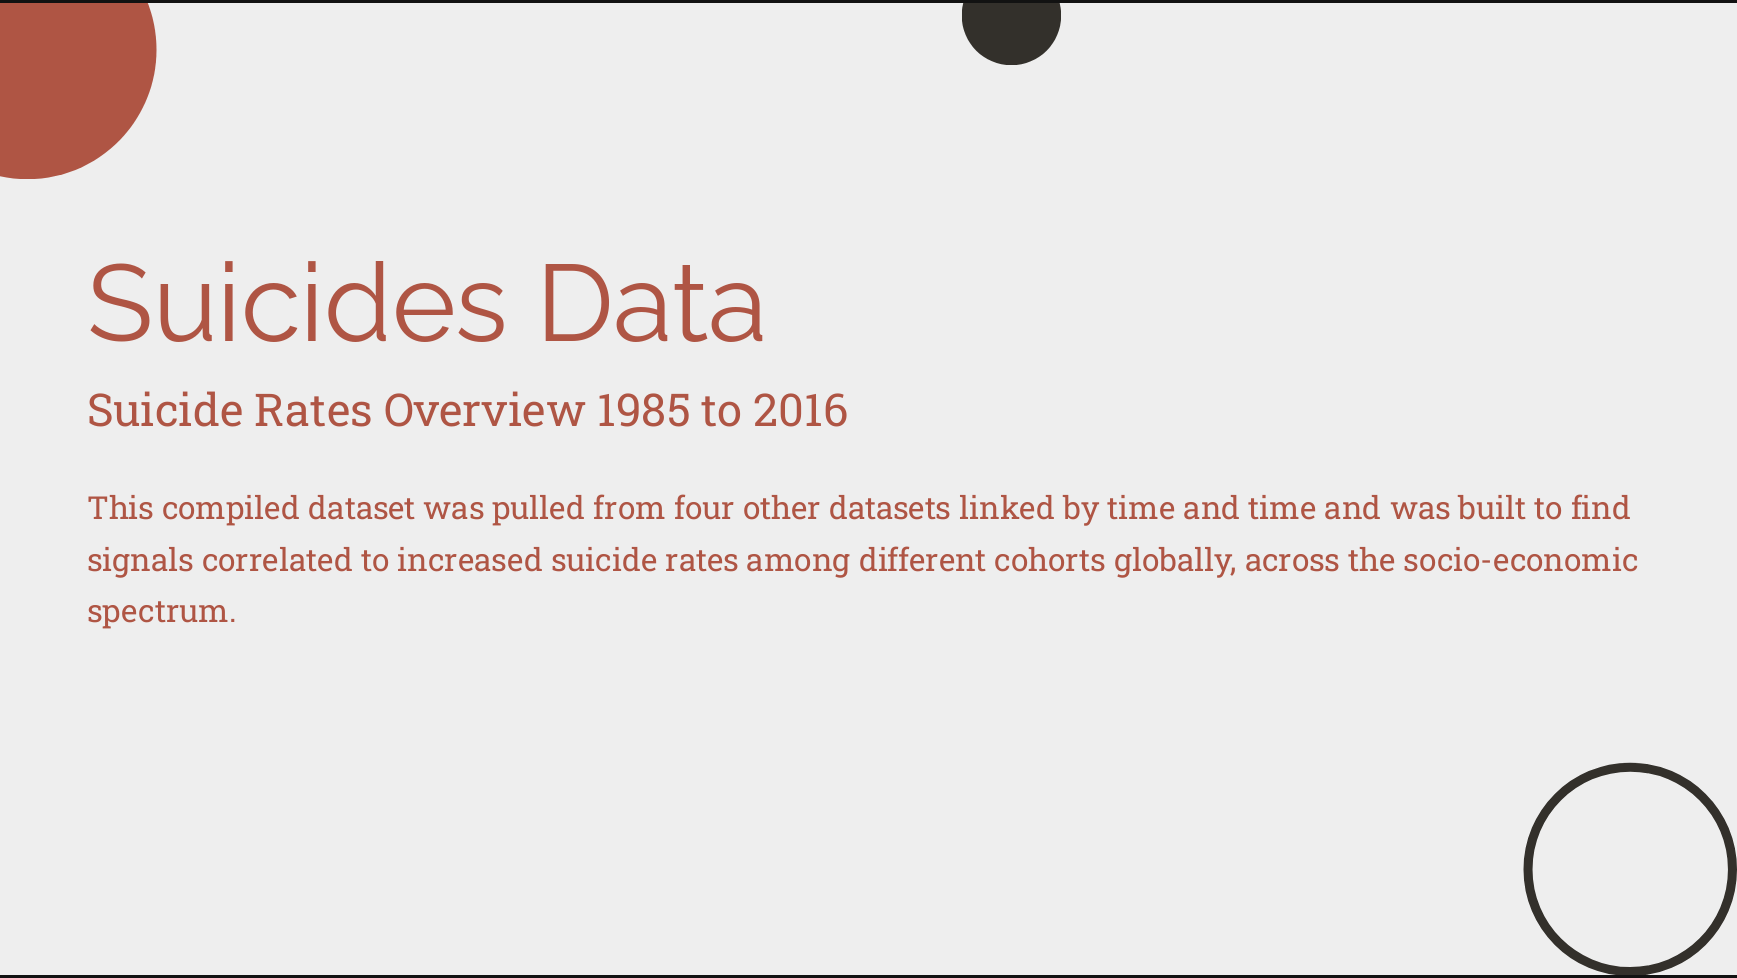 Suicides Data
Suicide Rates Overview 1985 to 2016
This compiled dataset was pulled from four other datasets linked by time and time and was built to find
signals correlated to increased suicide rates among different cohorts globally, across the socio-economic
spectrum.